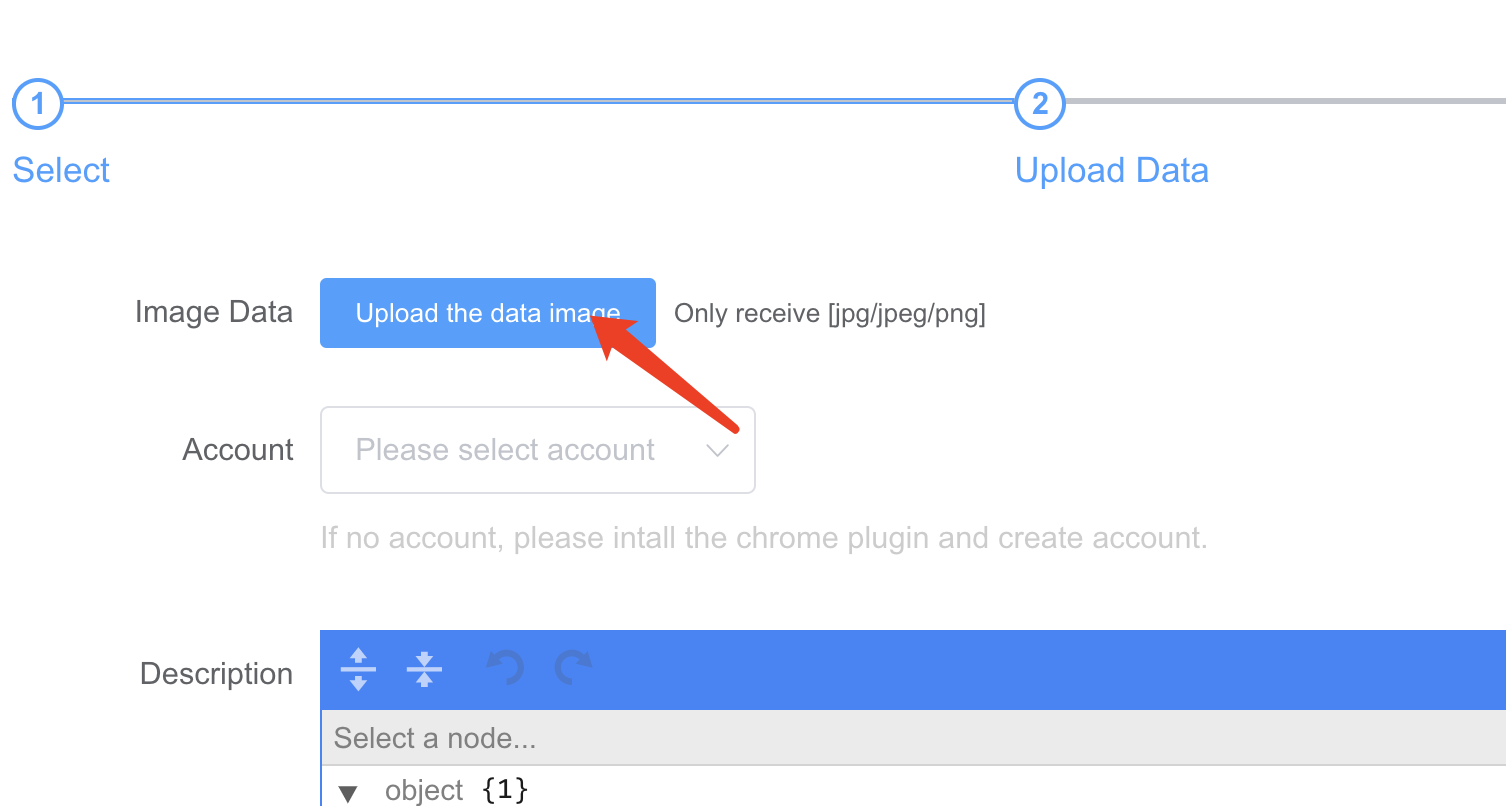 1
2
Select
Upload Data
Image Data
Upload the data image
Only receive [jpg/jpeg/png]
Account
Please select account
If no account, please intall the chrome plugin and create account.
Description
Select a node...
object {1}